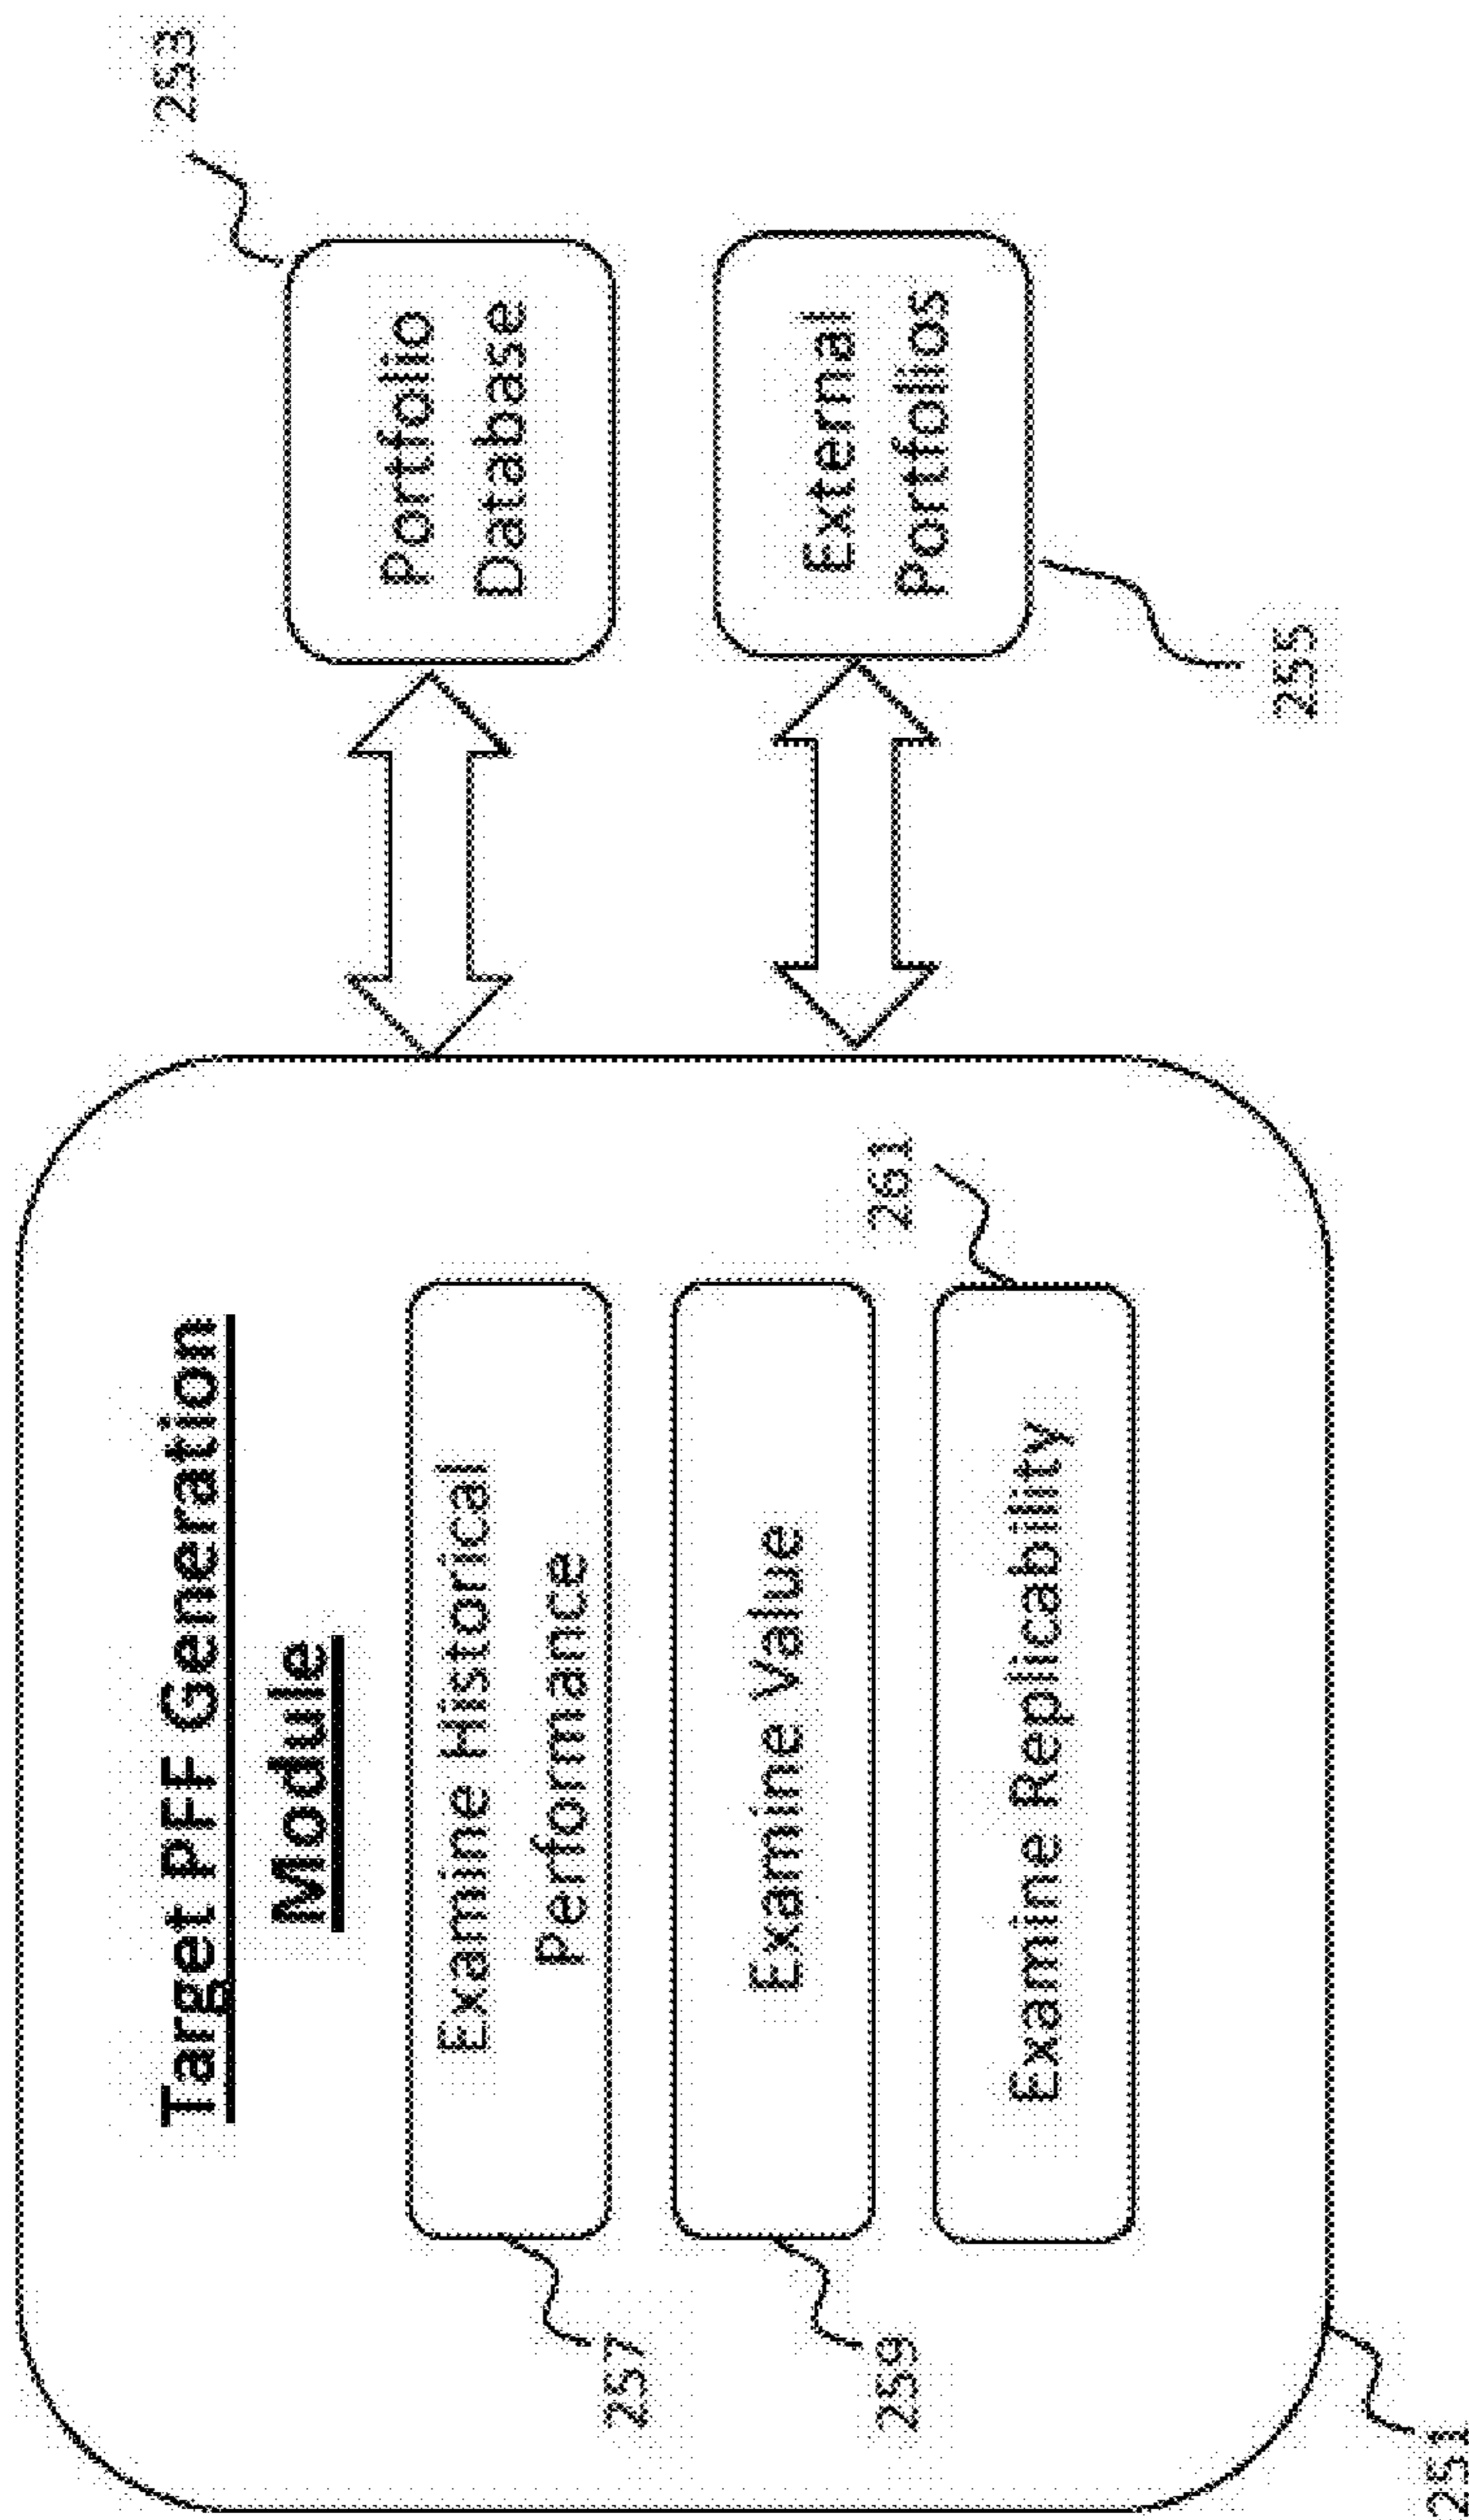 Target PFF Generation
Module
Examine Historical
Performance
257
Examine Value
259
Examine Replicability
261
251
Portfolio
Database
253
External
Portfolios
255